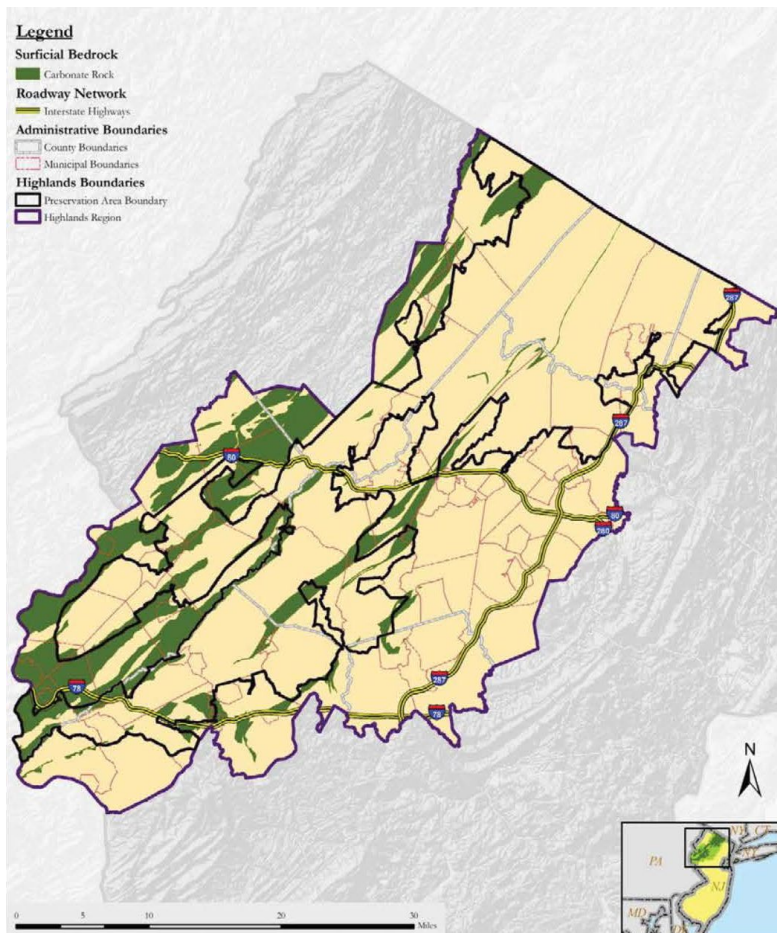 Legend
Surficial Bedrock
Carbonate Rock
Roadway Network
Interstate Highways
Administrative Boundaries
County Boundaries
Municipal Boundaries
Highlands Boundaries
Preservation Area Boundary
Highlands Region
287
287
80
80
280
287
78
78
N
NY CT
PA
NY
NJ
MD
DE
0 5 10 20 30
Miles